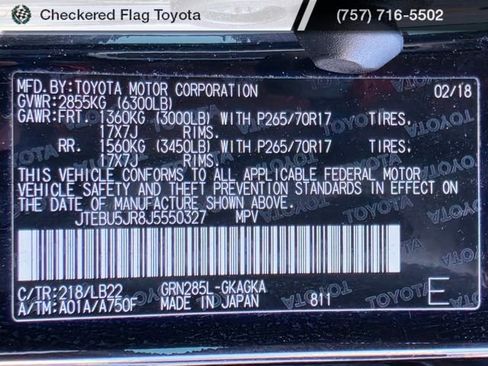 Checkered Flag Toyota
(757) 716-5502
MFD.BY:TOYOTA MOTOR CORPORATION 02/18
GVWR:2855KG (6300LB)
GAWR:FRT. 1360KG (3000LB) WITH P265/70R17 TIRES.
17X7J RIMS.
RR. 1560KG (3450LB) WITH P265/70R17 TIRES.
17X7J RIMS.
THIS VEHICLE CONFORMS TO ALL APPLICABLE FEDERAL MOTOR
VEHICLE SAFETY AND THEFT PREVENTION STANDARDS IN EFFECT
ON THE DATE OF MANUFACTURE SHOWN ABOVE.
JTEBU5JR8J5550327 MPV
C/TR:218/LB22 GRN285L-GKAGKA
A/TM:A01A/A750F MADE IN JAPAN 811 E